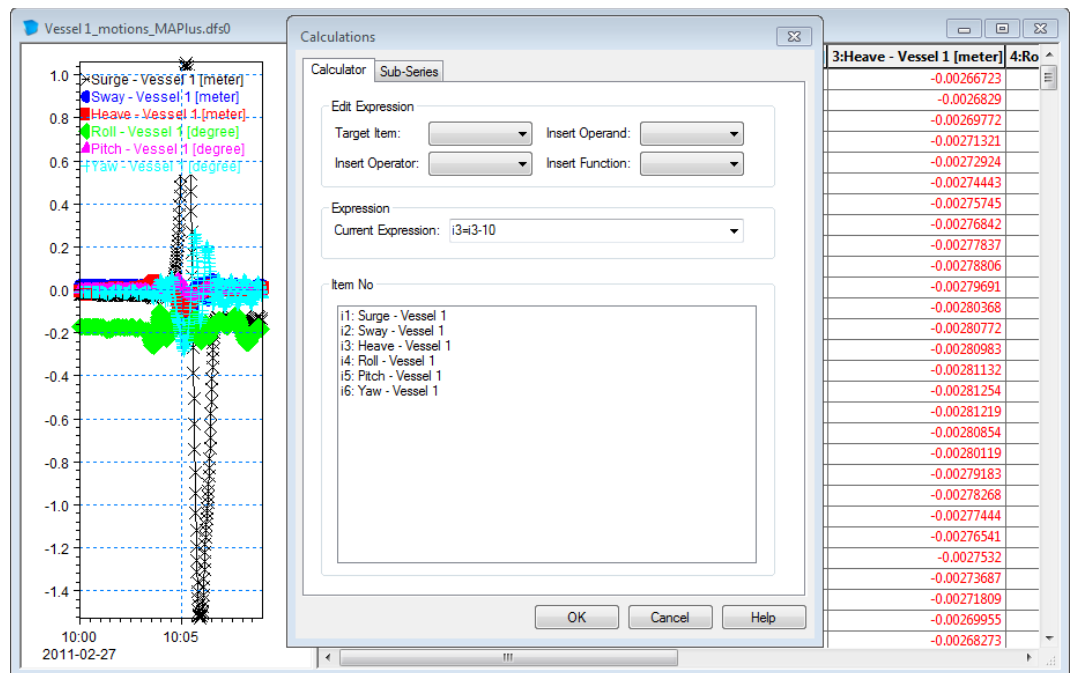 Vessel 1_motions_MAPlus.dfs0
1.0
0.8
0.6
0.4
0.2
0.0
-0.2
-0.4
-0.6
-0.8
-1.0
-1.2
-1.4
Surge - Vessel 1 [meter]
Sway - Vessel 1 [meter]
Heave - Vessel 1 [meter]
Roll - Vessel 1 [degree]
Pitch - Vessel 1 [degree]
Yaw - Vessel 1 [degree]
10:00 10:05
2011-02-27
Calculations
Calculator Sub-Series
Edit Expression
Target Item: Insert Operand:
Insert Operator: Insert Function:
Expression
Current Expression: i3=i3-10
Item No
i1: Surge - Vessel 1
i2: Sway - Vessel 1
i3: Heave - Vessel 1
i4: Roll - Vessel 1
i5: Pitch - Vessel 1
i6: Yaw - Vessel 1
OK Cancel Help
3:Heave - Vessel 1 [meter] 4:Ro
-0.00266723
-0.0026829
-0.00269772
-0.00271321
-0.00272924
-0.00274443
-0.00275745
-0.00276842
-0.00277837
-0.00278806
-0.00279691
-0.00280368
-0.00280772
-0.00280983
-0.00281132
-0.00281254
-0.00281219
-0.00280854
-0.00280119
-0.00279183
-0.00278268
-0.00277444
-0.00276541
-0.0027532
-0.00273687
-0.00271809
-0.00269955
-0.00268273